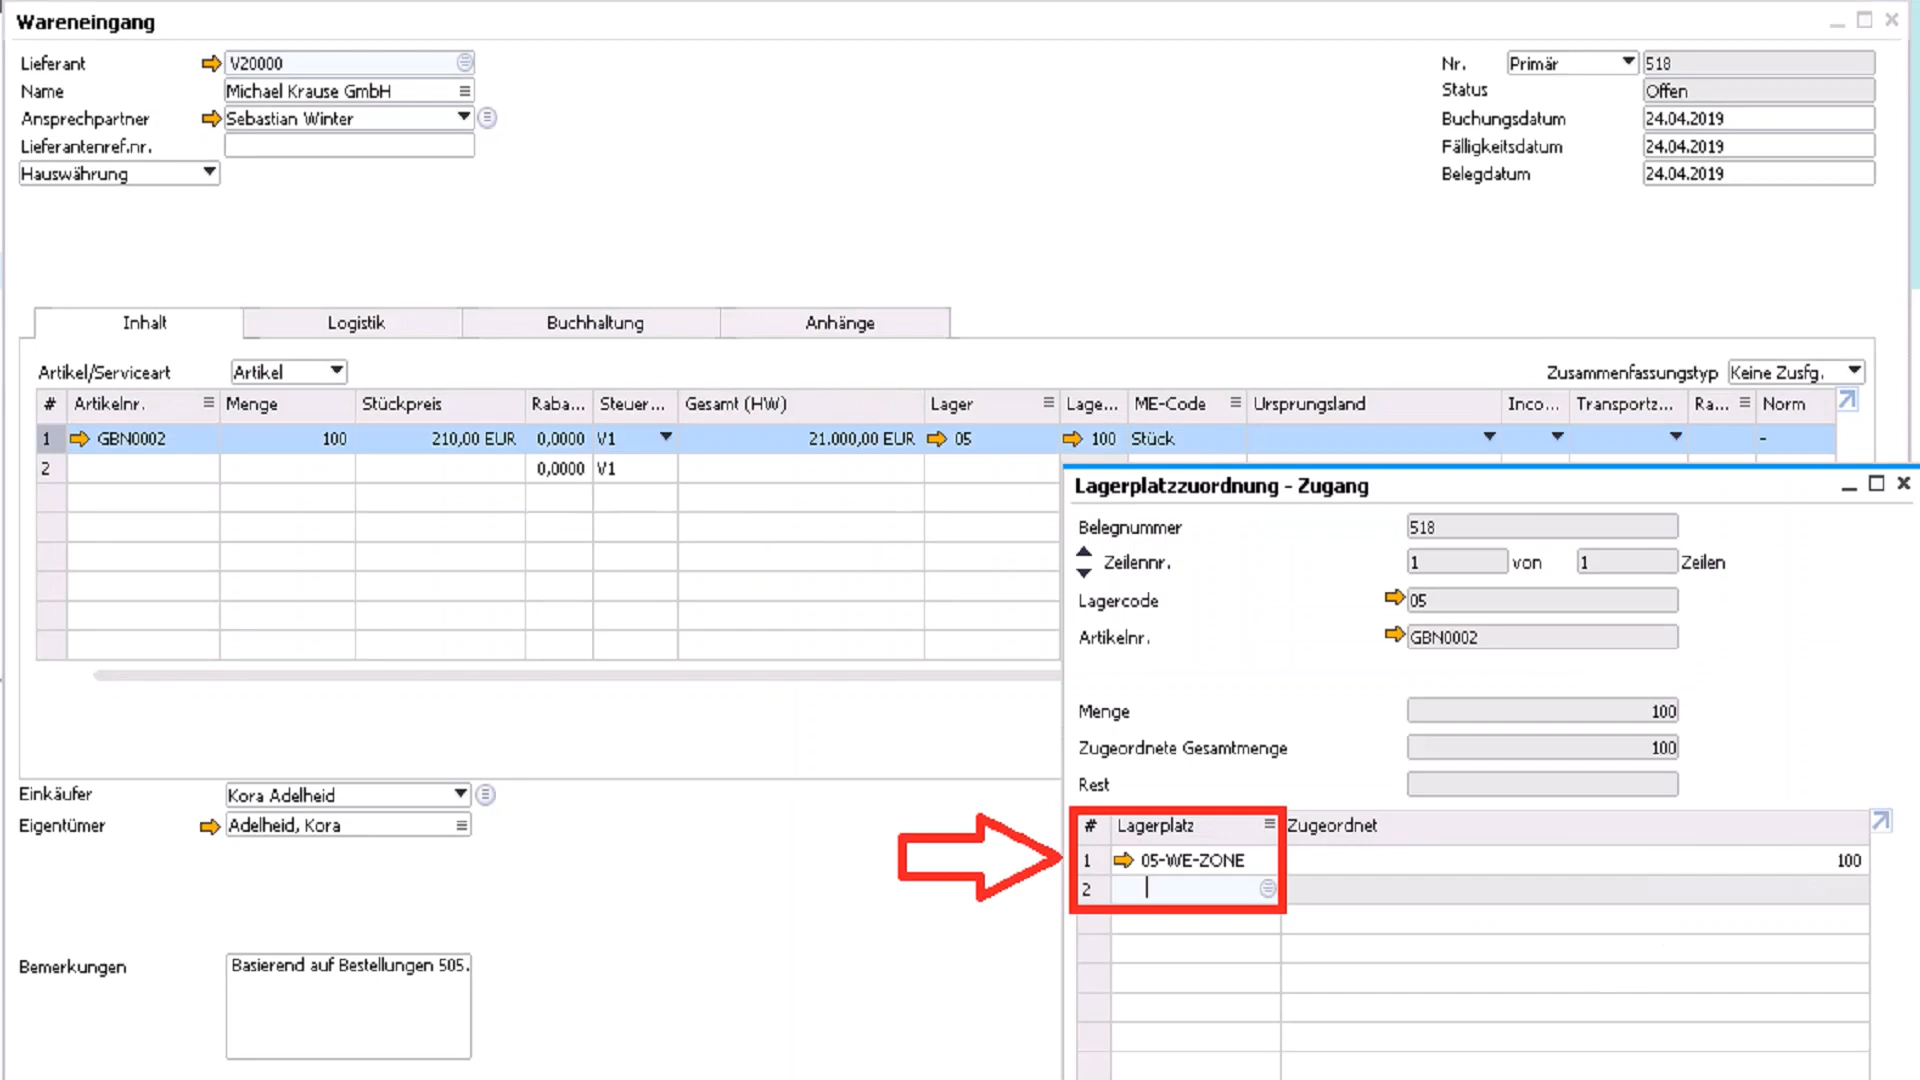 Wareneingang
Lieferant V20000
Name Michael Krause GmbH
Ansprechpartner Sebastian Winter
Lieferantenref.nr.
Hauswährung
Nr. Primär 518
Status Offen
Buchungsdatum 24.04.2019
Fälligkeitsdatum 24.04.2019
Belegdatum 24.04.2019
Inhalt Logistik Buchhaltung Anhänge
Artikel/Serviceart Artikel Zusammenfassungstyp Keine Zusfg.
# Artikelnr. Menge Stückpreis Raba... Steuer... Gesamt (HW) Lager Lage... ME-Code Ursprungsland Inco... Transportz... Ra... Norm
1 GBN0002 100 210,00 EUR 0,0000 V1 21.000,00 EUR 05 100 Stück -
2 0,0000 V1
Lagerplatzzuordnung - Zugang
Belegnummer 518
Zeilennr. 1 von 1 Zeilen
Lagercode 05
Artikelnr. GBN0002
Menge 100
Zugeordnete Gesamtmenge 100
Rest
# Lagerplatz Zugeordnet
1 05-WE-ZONE 100
2
Einkäufer Kora Adelheid
Eigentümer Adelheid, Kora
Bemerkungen Basierend auf Bestellungen 505.